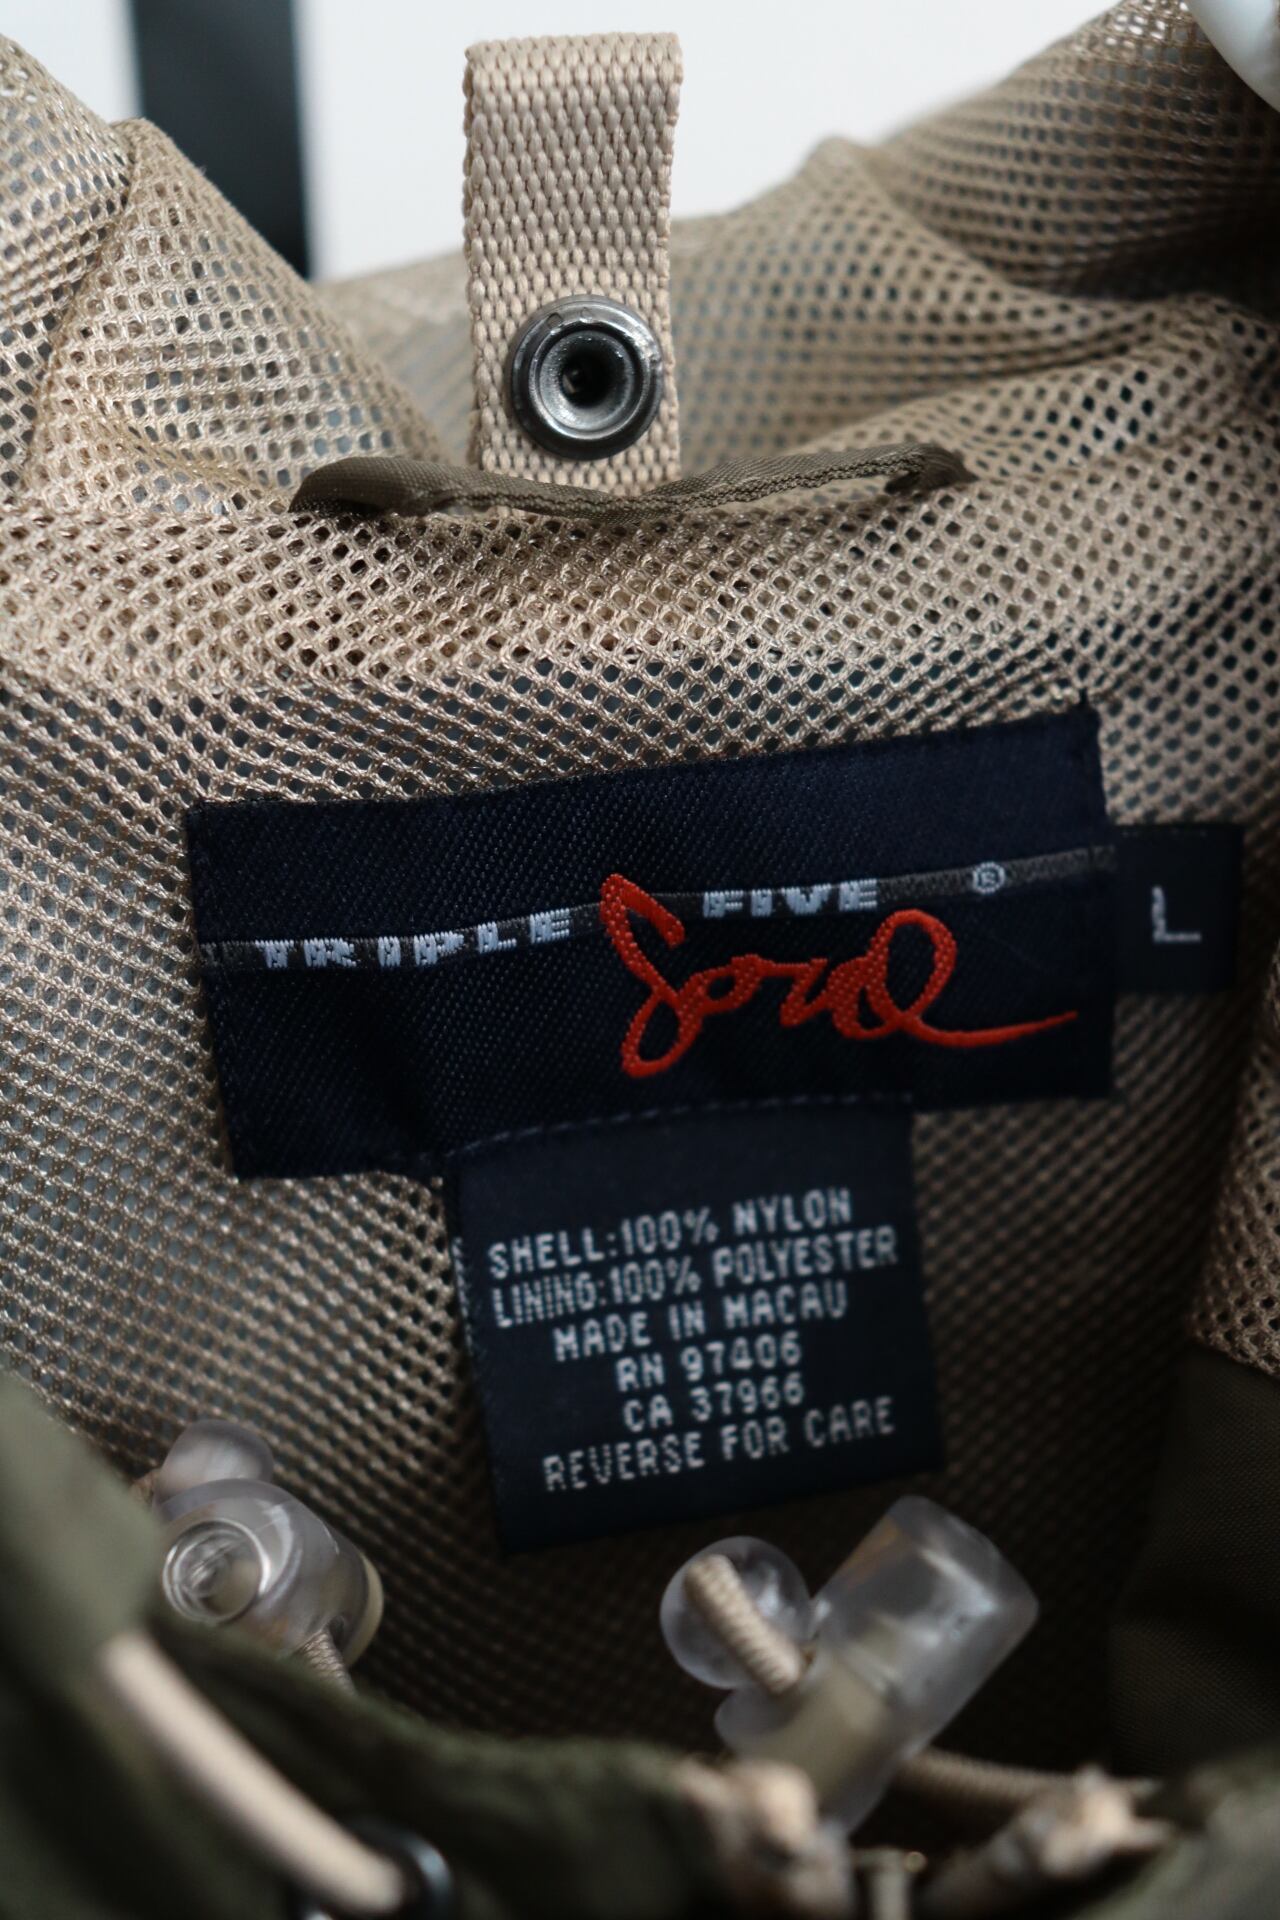 TRIPLE FIVE ®
Soul
L
SHELL:100% NYLON
LINING:100% POLYESTER
MADE IN MACAU
RN 97406
CA 37966
REVERSE FOR CARE